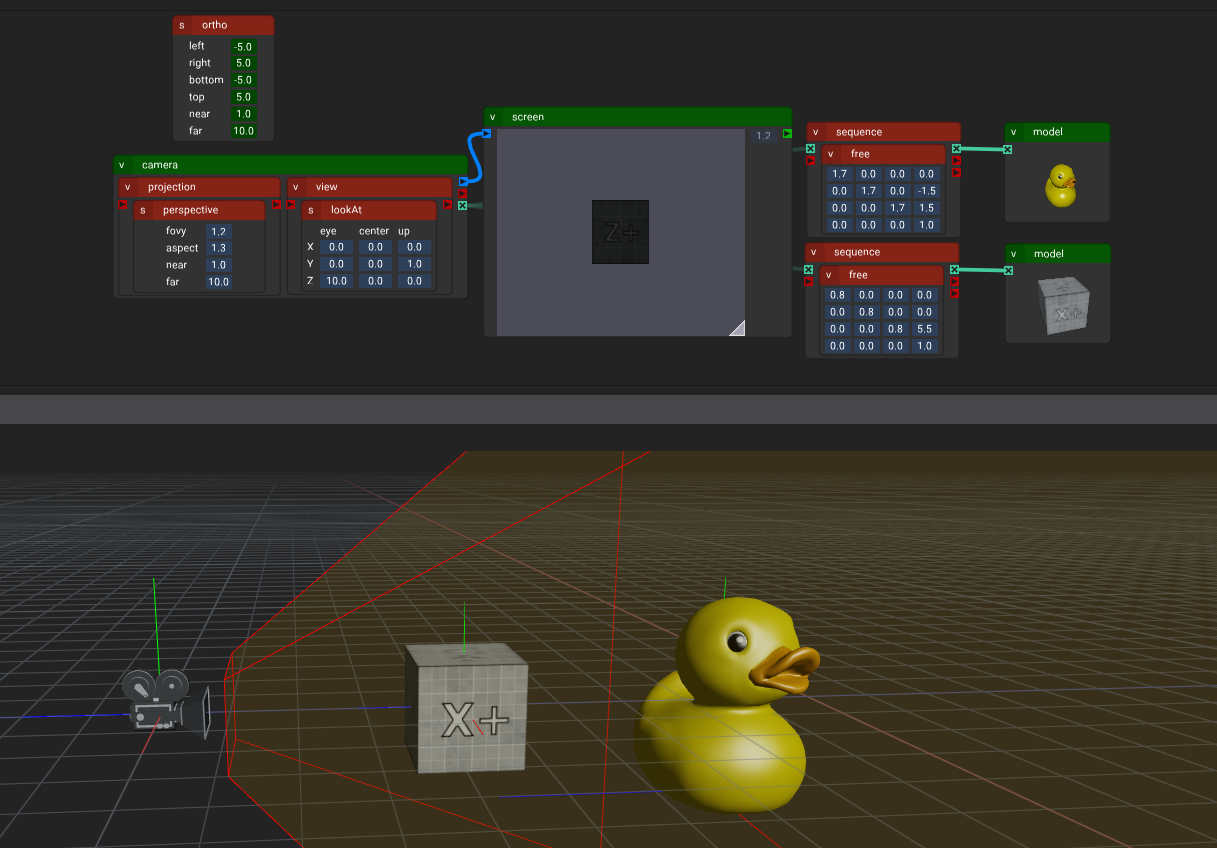 s ortho
left -5.0
right 5.0
bottom -5.0
top 5.0
near 1.0
far 10.0
v camera
v projection
s perspective
fovy 1,2
aspect 1.3
near 1.0
far 10.0
v view
s lookAt
eye center up
X 0.0 0.0 0.0
Y 0.0 0.0 1.0
Z 10.0 0.0 0.0
v screen
1,2
Z+
v sequence
v free
1.7 0.0 0.0 0.0
0.0 1.7 0.0 -1.5
0.0 0.0 1.7 1.5
0.0 0.0 0.0 1.0
v model
v sequence
v free
0.8 0.0 0.0 0.0
0.0 0.8 0.0 0.0
0.0 0.0 0.8 5.5
0.0 0.0 0.0 1.0
v model
X+
X+